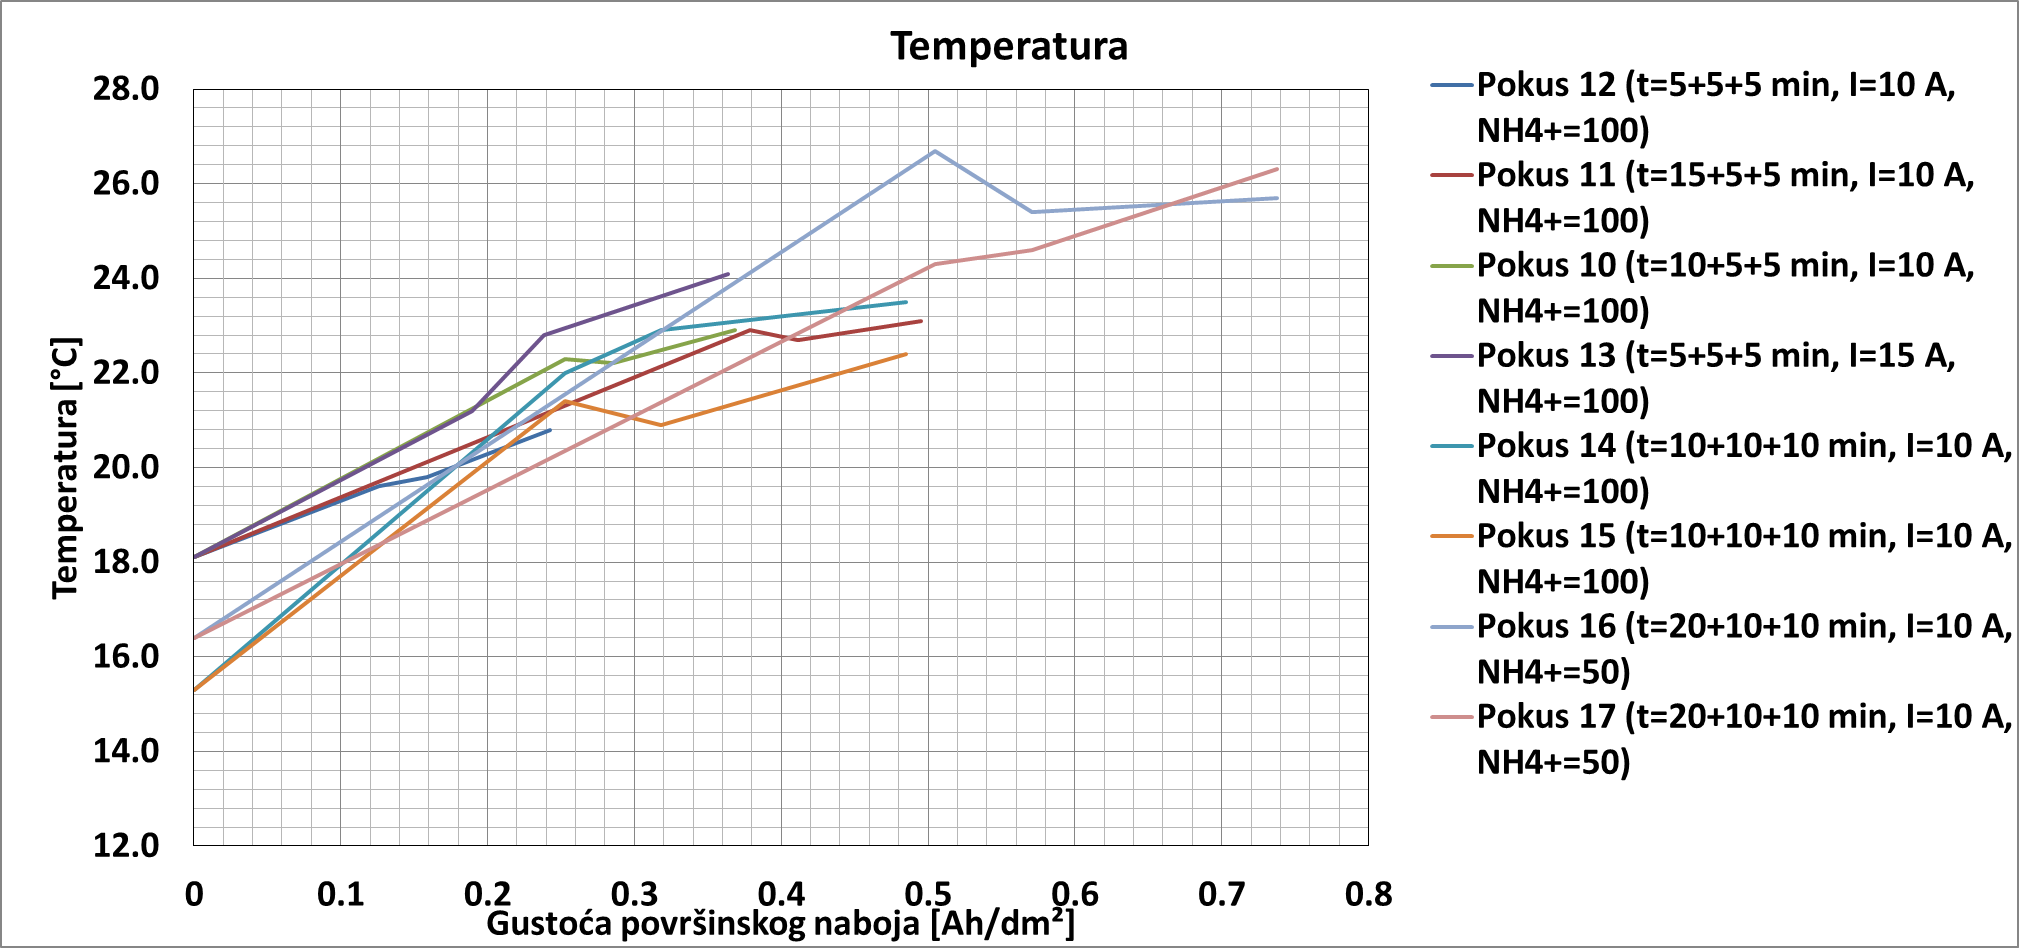 Temperatura
28.0
26.0
24.0
22.0
20.0
18.0
16.0
14.0
12.0
Temperatura [°C]
0 0.1 0.2 0.3 0.4 0.5 0.6 0.7 0.8
Gustoća površinskog naboja [Ah/dm²]
Pokus 12 (t=5+5+5 min, I=10 A,
NH4+=100)
Pokus 11 (t=15+5+5 min, I=10 A,
NH4+=100)
Pokus 10 (t=10+5+5 min, I=10 A,
NH4+=100)
Pokus 13 (t=5+5+5 min, I=15 A,
NH4+=100)
Pokus 14 (t=10+10+10 min, I=10 A,
NH4+=100)
Pokus 15 (t=10+10+10 min, I=10 A,
NH4+=100)
Pokus 16 (t=20+10+10 min, I=10 A,
NH4+=50)
Pokus 17 (t=20+10+10 min, I=10 A,
NH4+=50)